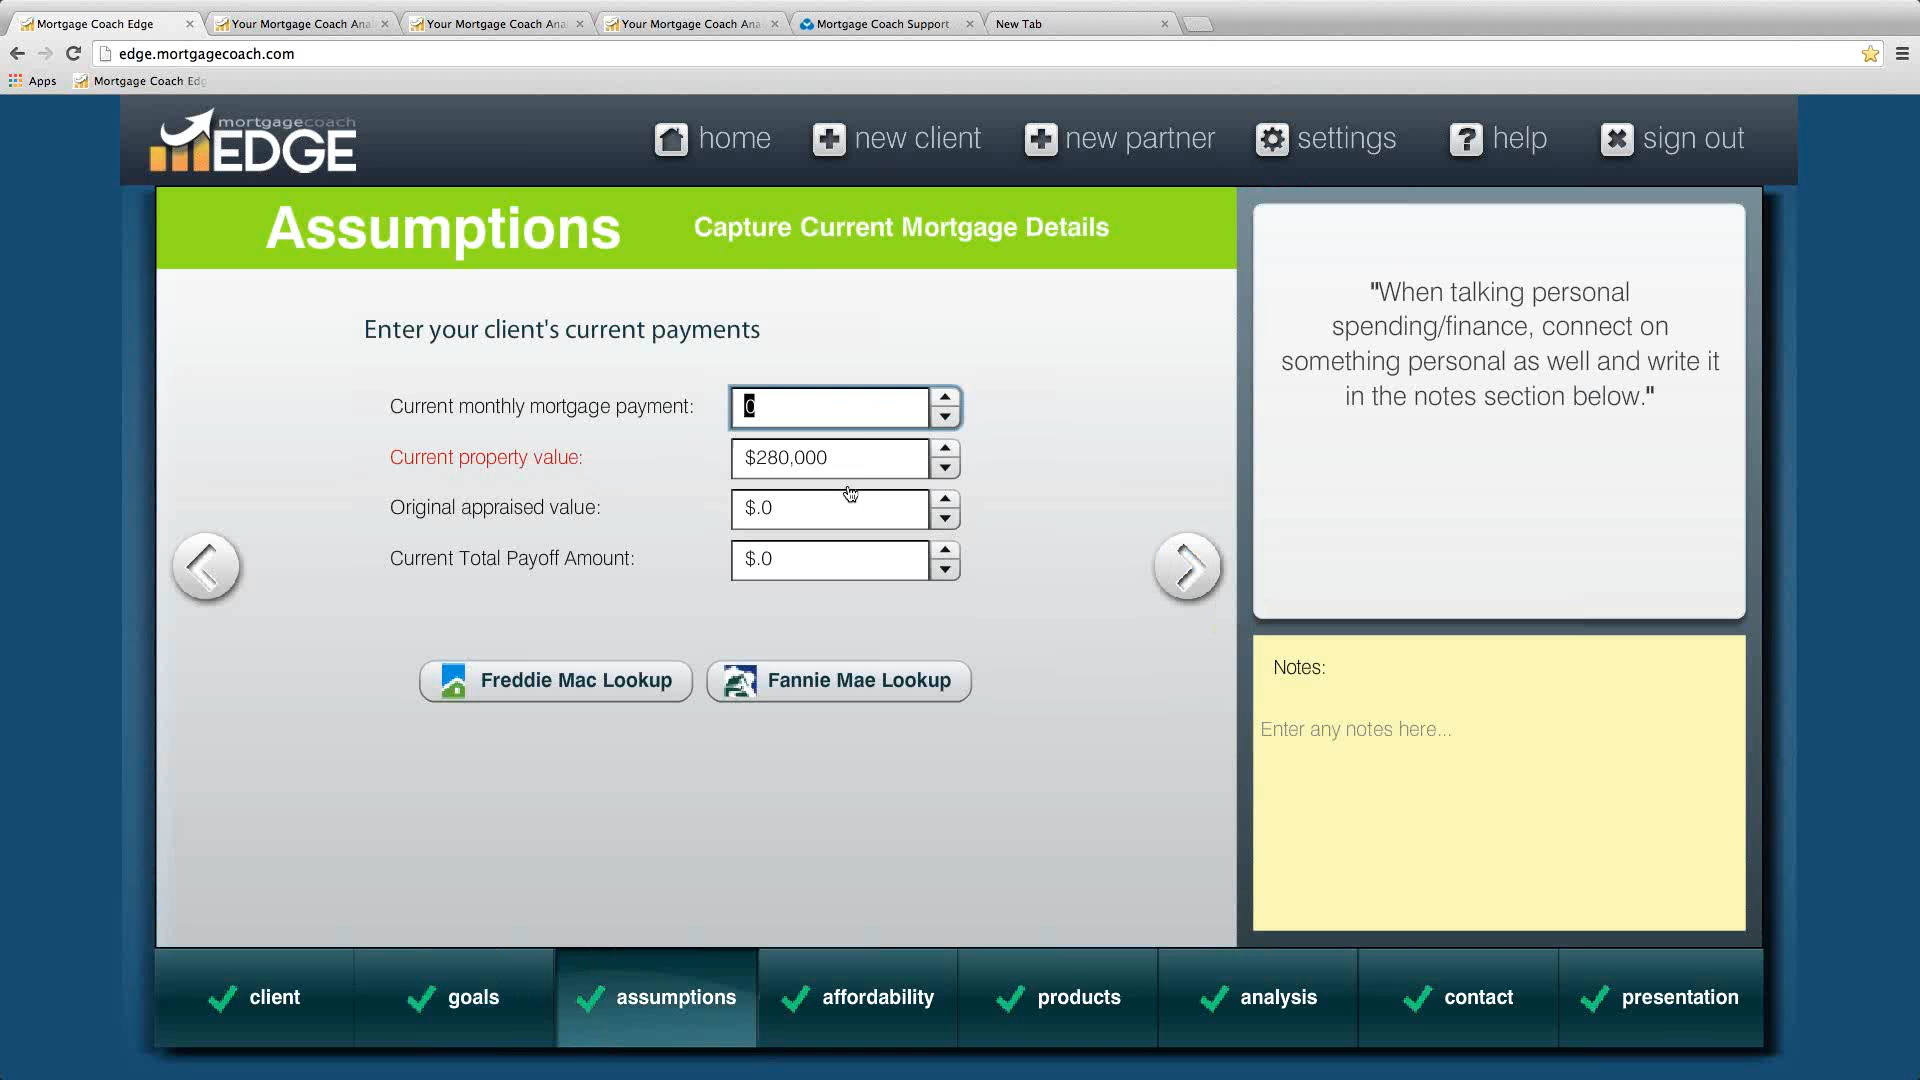 Mortgage Coach Edge
Your Mortgage Coach Ana
Your Mortgage Coach Ana
Your Mortgage Coach Ana
Mortgage Coach Support
New Tab
edge.mortgagecoach.com
Apps
Mortgage Coach Edg
mortgagecoach
EDGE
home
new client
new partner
settings
help
sign out
Assumptions
Capture Current Mortgage Details
Enter your client's current payments
Current monthly mortgage payment:
0
Current property value:
$280,000
Original appraised value:
$.0
Current Total Payoff Amount:
$.0
Freddie Mac Lookup
Fannie Mae Lookup
"When talking personal
spending/finance, connect on
something personal as well and write it
in the notes section below."
Notes:
Enter any notes here...
client
goals
assumptions
affordability
products
analysis
contact
presentation